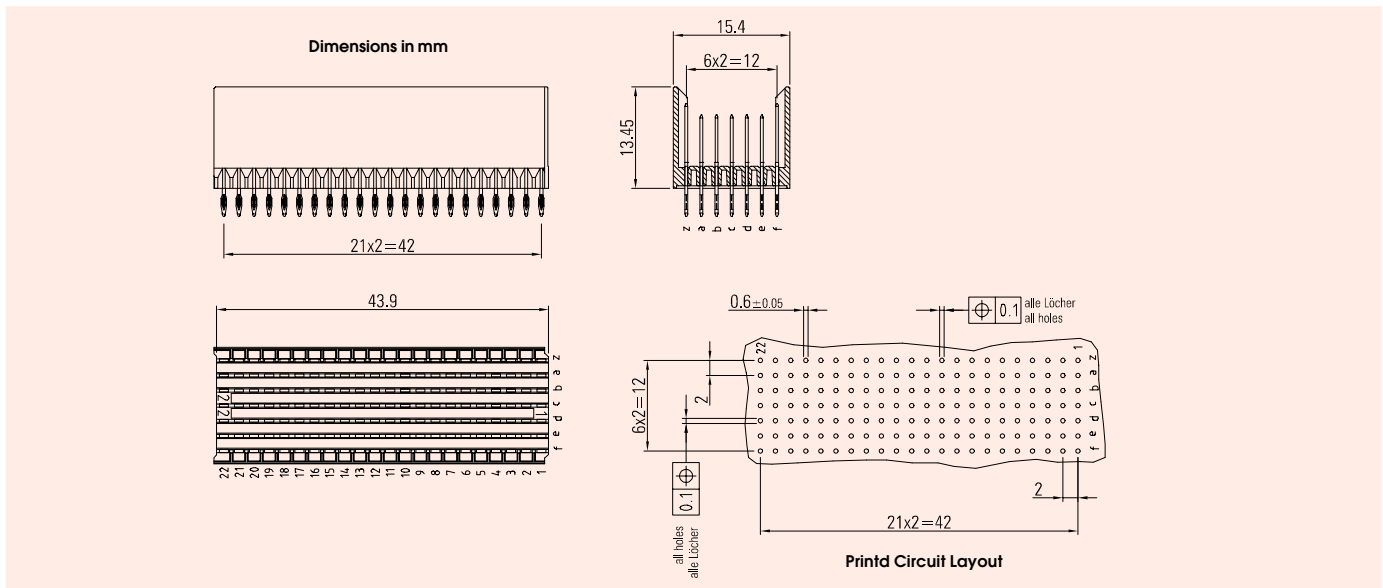 Dimensions in mm
15.4
6x2=12
13.45
z a b c d e f
21x2=42
43.9
z a b c d e f
22
1
22 21 20 19 18 17 16 15 14 13 12 11 10 9 8 7 6 5 4 3 2 1
0.6±0.05
0.1
alle Löcher
all holes
22
1
z a b c d e f
6x2=12
2
0.1
all holes
alle Löcher
2
21x2=42
Printd Circuit Layout